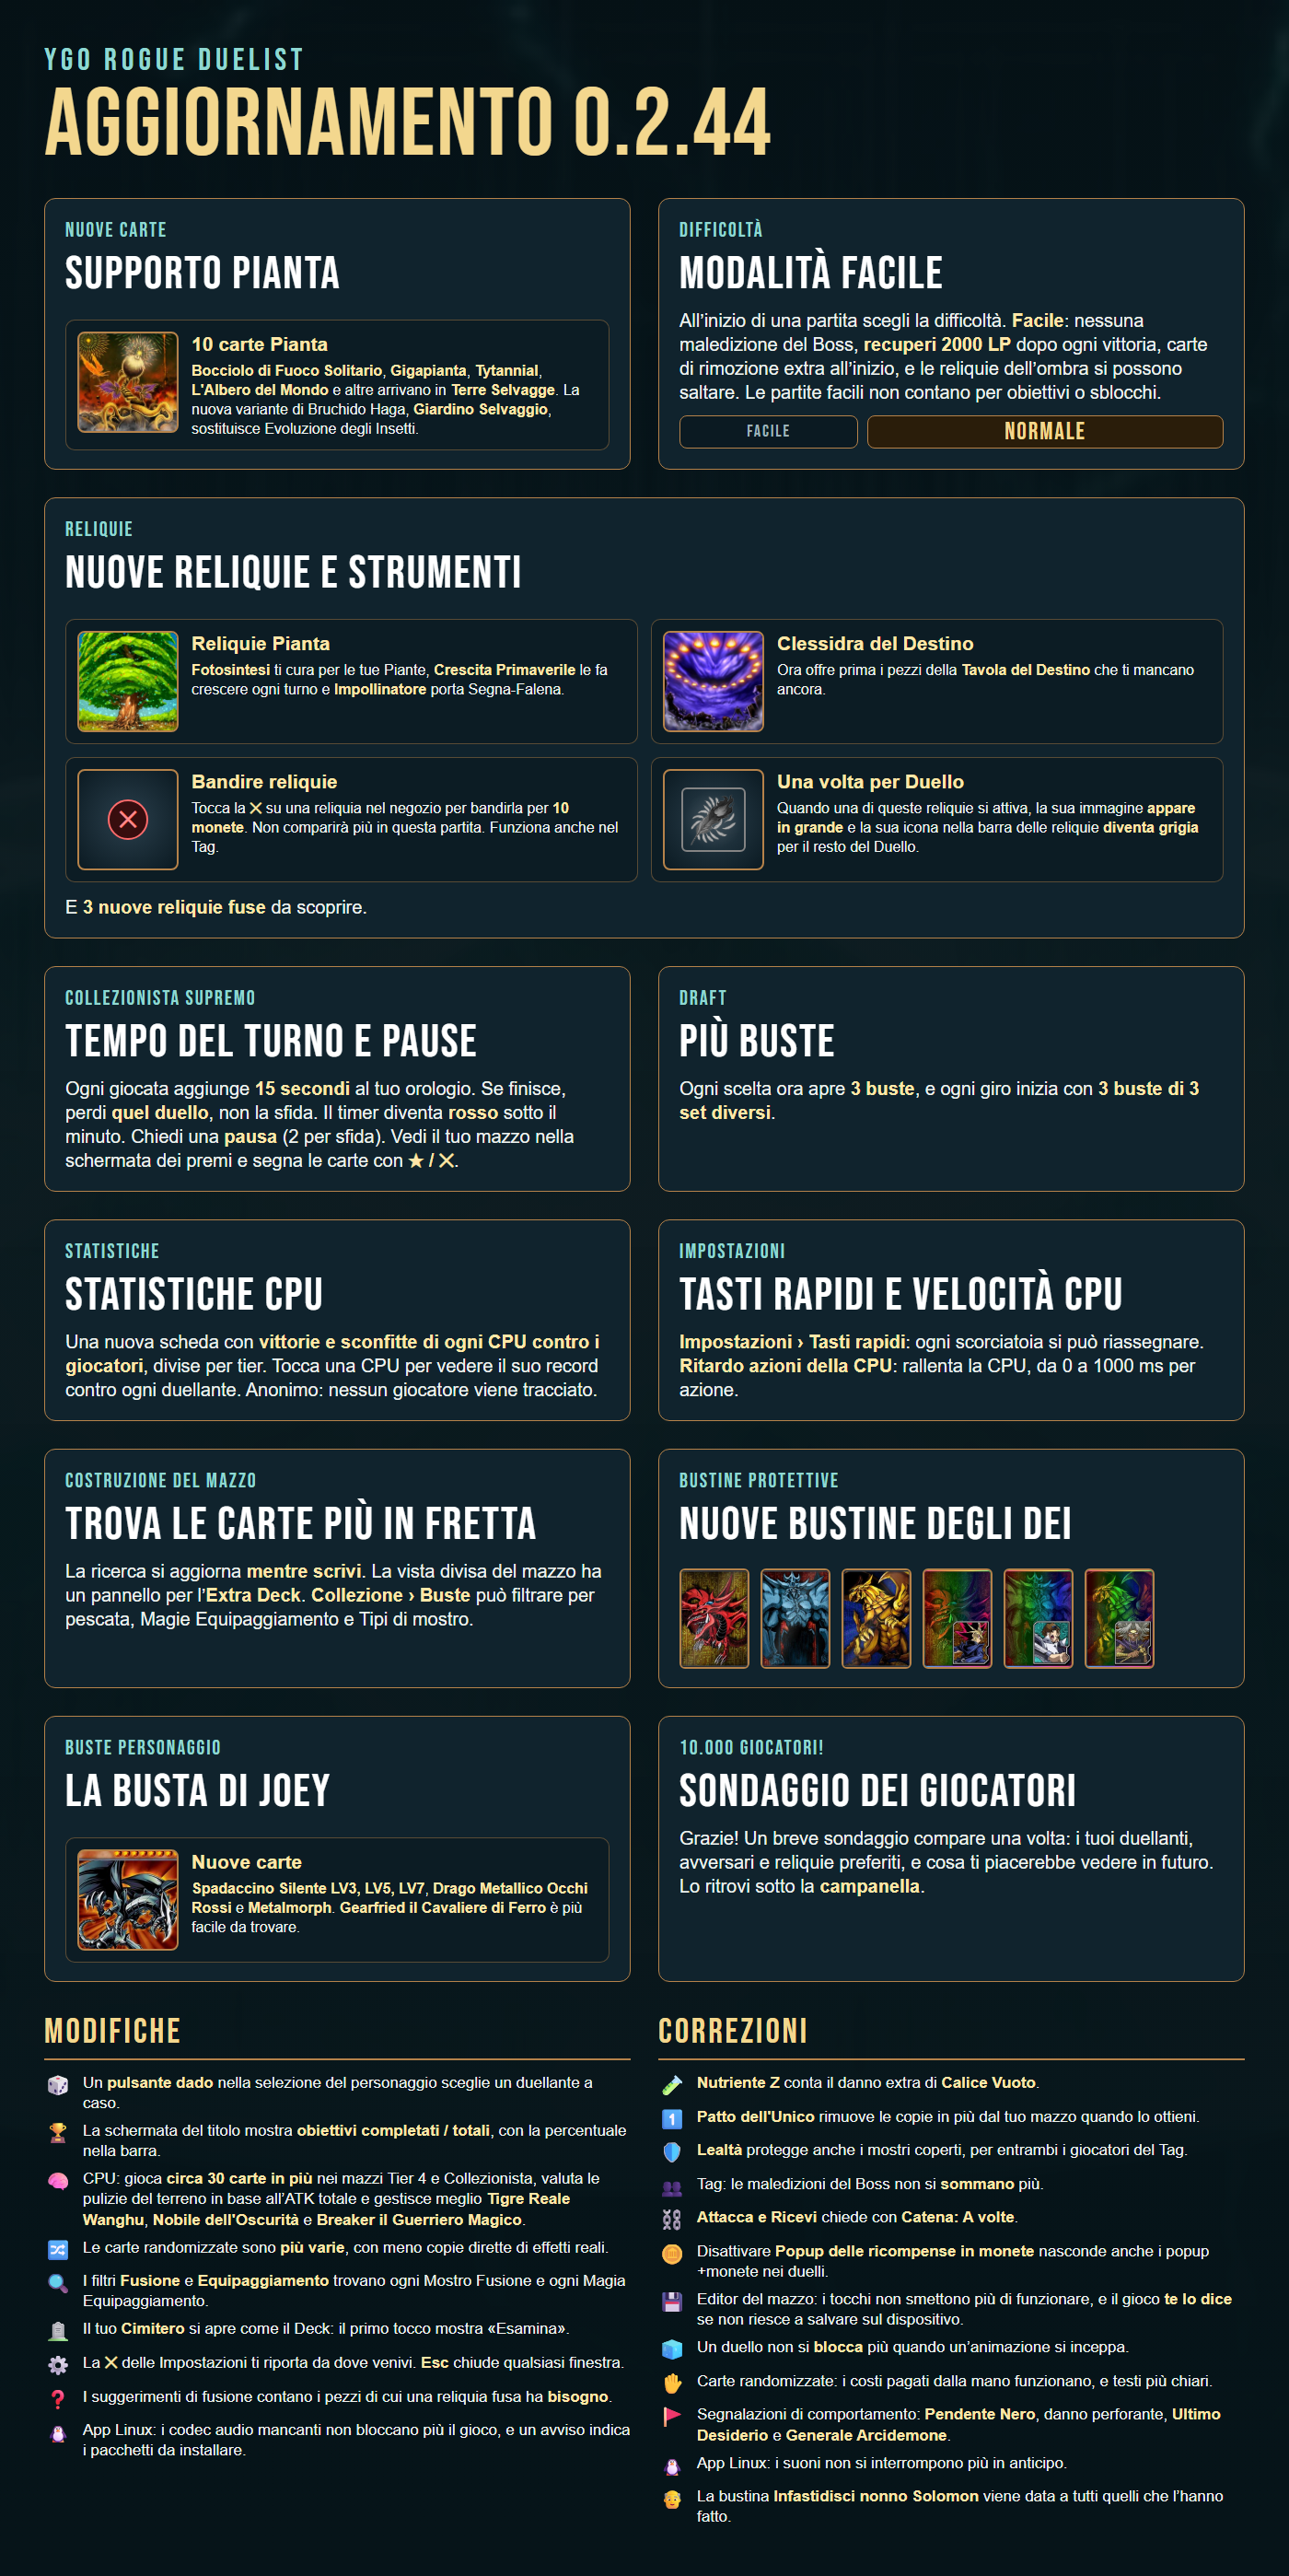 YGO ROGUE DUELIST
AGGIORNAMENTO 0.2.44
NUOVE CARTE
SUPPORTO PIANTA
10 carte Pianta
Bocciolo di Fuoco Solitario, Gigapianta, Tytannial,
L'Albero del Mondo e altre arrivano in Terre Selvagge. La
nuova variante di Bruchido Haga, Giardino Selvaggio,
sostituisce Evoluzione degli Insetti.
DIFFICOLTÀ
MODALITÀ FACILE
All'inizio di una partita scegli la difficoltà. Facile: nessuna
maledizione del Boss, recuperi 2000 LP dopo ogni vittoria, carte
di rimozione extra all'inizio, e le reliquie dell'ombra si possono
saltare. Le partite facili non contano per obiettivi o sblocchi.
FACILE
NORMALE
RELIQUIE
NUOVE RELIQUIE E STRUMENTI
Reliquie Pianta
Fotosintesi ti cura per le tue Piante, Crescita Primaverile le fa
crescere ogni turno e Impollinatore porta Segna-Falena.
Clessidra del Destino
Ora offre prima i pezzi della Tavola del Destino che ti mancano
ancora.
Bandire reliquie
Tocca la ✕ su una reliquia nel negozio per bandirla per 10
monete. Non comparirà più in questa partita. Funziona anche nel
Tag.
Una volta per Duello
Quando una di queste reliquie si attiva, la sua immagine appare
in grande e la sua icona nella barra delle reliquie diventa grigia
per il resto del Duello.
E 3 nuove reliquie fuse da scoprire.
COLLEZIONISTA SUPREMO
TEMPO DEL TURNO E PAUSE
Ogni giocata aggiunge 15 secondi al tuo orologio. Se finisce,
perdi quel duello, non la sfida. Il timer diventa rosso sotto il
minuto. Chiedi una pausa (2 per sfida). Vedi il tuo mazzo nella
schermata dei premi e segna le carte con ★ / ✕.
DRAFT
PIÙ BUSTE
Ogni scelta ora apre 3 buste, e ogni giro inizia con 3 buste di 3
set diversi.
STATISTICHE
STATISTICHE CPU
Una nuova scheda con vittorie e sconfitte di ogni CPU contro i
giocatori, divise per tier. Tocca una CPU per vedere il suo record
contro ogni duellante. Anonimo: nessun giocatore viene tracciato.
IMPOSTAZIONI
TASTI RAPIDI E VELOCITÀ CPU
Impostazioni › Tasti rapidi: ogni scorciatoia si può riassegnare.
Ritardo azioni della CPU: rallenta la CPU, da 0 a 1000 ms per
azione.
COSTRUZIONE DEL MAZZO
TROVA LE CARTE PIÙ IN FRETTA
La ricerca si aggiorna mentre scrivi. La vista divisa del mazzo ha
un pannello per l'Extra Deck. Collezione › Buste può filtrare per
pescata, Magie Equipaggiamento e Tipi di mostro.
BUSTINE PROTETTIVE
NUOVE BUSTINE DEGLI DEI
BUSTE PERSONAGGIO
LA BUSTA DI JOEY
Nuove carte
Spadaccino Silente LV3, LV5, LV7, Drago Metallico Occhi
Rossi e Metalmorph. Gearfried il Cavaliere di Ferro è più
facile da trovare.
10.000 GIOCATORI!
SONDAGGIO DEI GIOCATORI
Grazie! Un breve sondaggio compare una volta: i tuoi duellanti,
avversari e reliquie preferiti, e cosa ti piacerebbe vedere in futuro.
Lo ritrovi sotto la campanella.
MODIFICHE
Un pulsante dado nella selezione del personaggio sceglie un duellante a
caso.
La schermata del titolo mostra obiettivi completati / totali, con la percentuale
nella barra.
CPU: gioca circa 30 carte in più nei mazzi Tier 4 e Collezionista, valuta le
pulizie del terreno in base all'ATK totale e gestisce meglio Tigre Reale
Wanghu, Nobile dell'Oscurità e Breaker il Guerriero Magico.
Le carte randomizzate sono più varie, con meno copie dirette di effetti reali.
I filtri Fusione e Equipaggiamento trovano ogni Mostro Fusione e ogni Magia
Equipaggiamento.
Il tuo Cimitero si apre come il Deck: il primo tocco mostra «Esamina».
La ✕ delle Impostazioni ti riporta da dove venivi. Esc chiude qualsiasi finestra.
I suggerimenti di fusione contano i pezzi di cui una reliquia fusa ha bisogno.
App Linux: i codec audio mancanti non bloccano più il gioco, e un avviso indica
i pacchetti da installare.
CORREZIONI
Nutriente Z conta il danno extra di Calice Vuoto.
Patto dell'Unico rimuove le copie in più dal tuo mazzo quando lo ottieni.
Lealtà protegge anche i mostri coperti, per entrambi i giocatori del Tag.
Tag: le maledizioni del Boss non si sommano più.
Attacca e Ricevi chiede con Catena: A volte.
Disattivare Popup delle ricompense in monete nasconde anche i popup
+monete nei duelli.
Editor del mazzo: i tocchi non smettono più di funzionare, e il gioco te lo dice
se non riesce a salvare sul dispositivo.
Un duello non si blocca più quando un'animazione si inceppa.
Carte randomizzate: i costi pagati dalla mano funzionano, e testi più chiari.
Segnalazioni di comportamento: Pendente Nero, danno perforante, Ultimo
Desiderio e Generale Arcidemone.
App Linux: i suoni non si interrompono più in anticipo.
La bustina Infastidisci nonno Solomon viene data a tutti quelli che l'hanno
fatto.